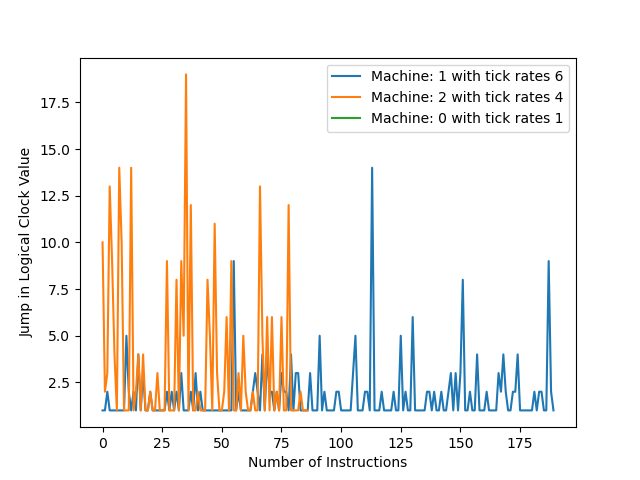 Machine: 1 with tick rates 6
Machine: 2 with tick rates 4
Machine: 0 with tick rates 1
17.5
15.0
12.5
10.0
7.5
5.0
2.5
Jump in Logical Clock Value
0 25 50 75 100 125 150 175
Number of Instructions